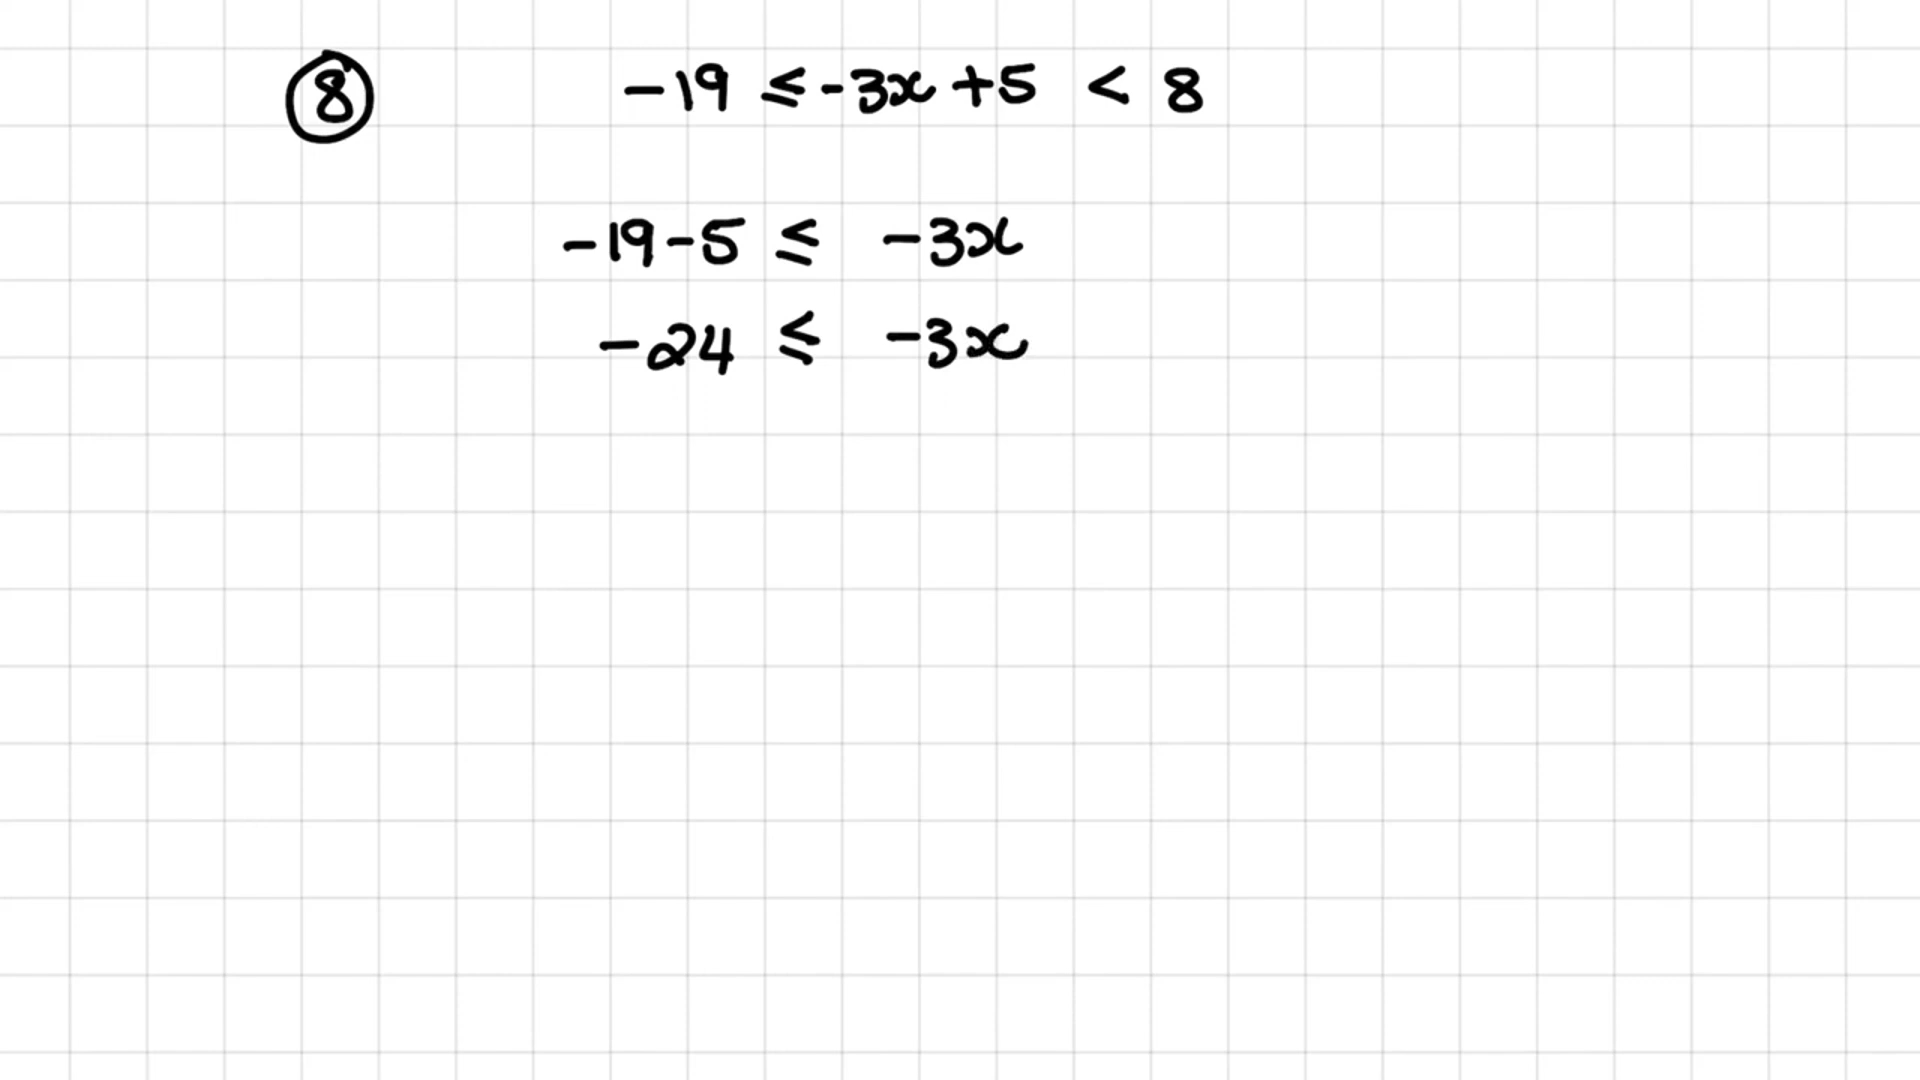 8 -19 ≤ -3x +5 < 8
-19-5 ≤ -3x
-24 ≤ -3x